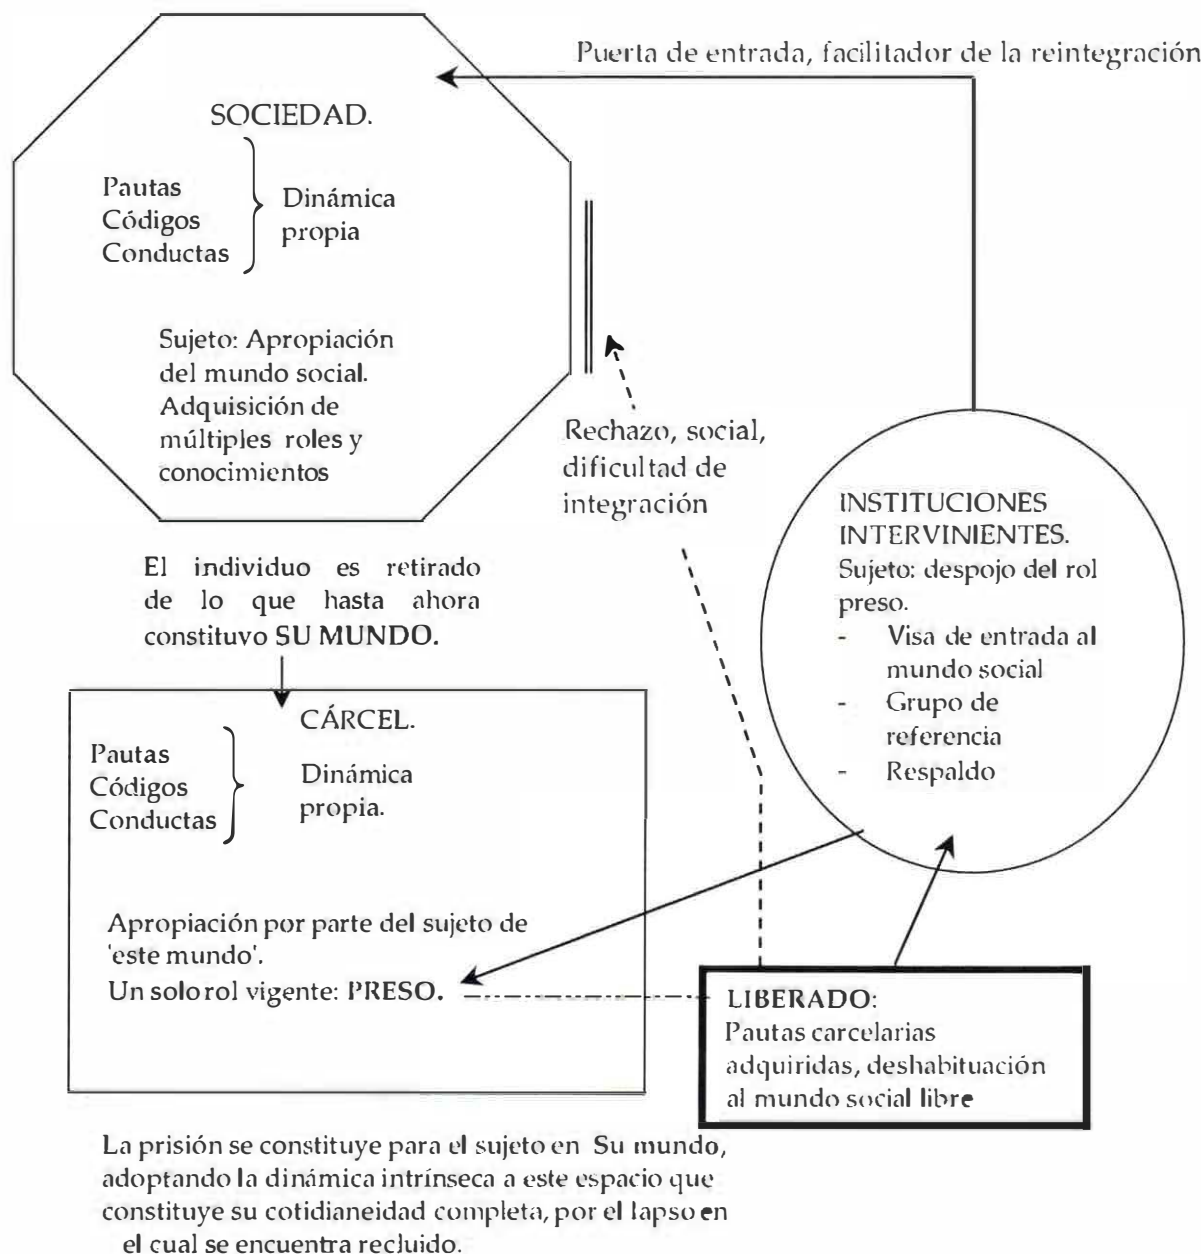 Puerta de entrada, facilitador de la reintegración
SOCIEDAD.
Pautas
Códigos
Conductas
Dinámica
propia
Sujeto: Apropiación
del mundo social.
Adquisición de
múltiples roles y
conocimientos
Rechazo, social,
dificultad de
integración
INSTITUCIONES
INTERVINIENTES.
Sujeto: despojo del rol
preso.
- Visa de entrada al
mundo social
- Grupo de
referencia
- Respaldo
El individuo es retirado
de lo que hasta ahora
constituvo SU MUNDO.
CÁRCEL.
Pautas
Códigos
Conductas
Dinámica
propia.
Apropiación por parte del sujeto de
'este mundo'.
Un solo rol vigente: PRESO.
LIBERADO:
Pautas carcelarias
adquiridas, deshabituación
al mundo social libre
La prisión se constituye para el sujeto en Su mundo,
adoptando la dinámica intrínseca a este espacio que
constituye su cotidianeidad completa, por el lapso en
el cual se encuentra recluido.